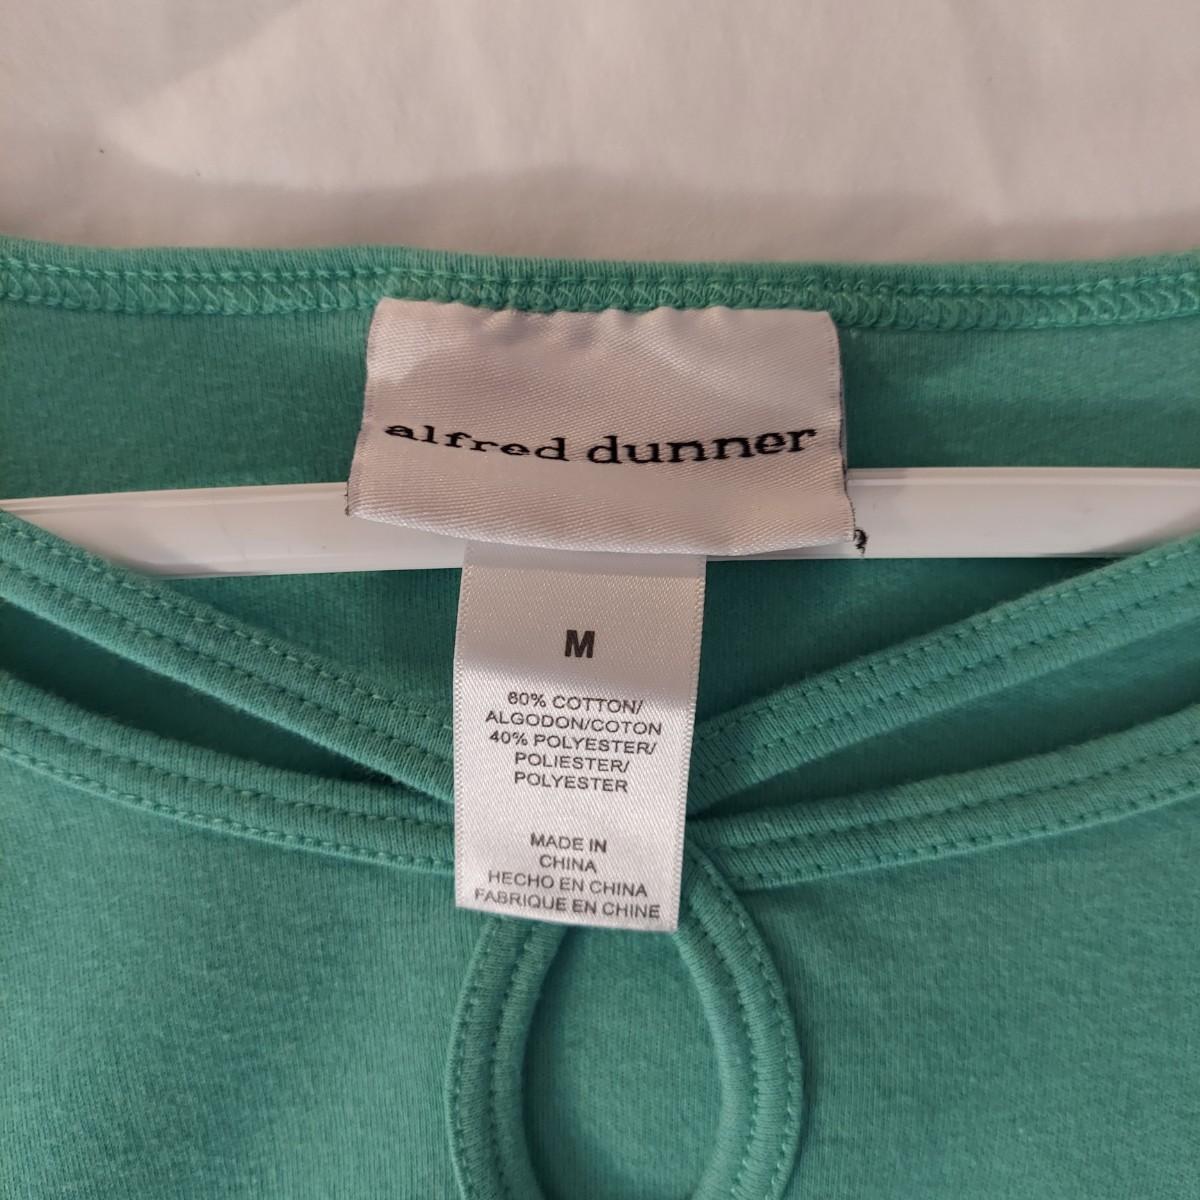 alfred dunner
M
60% COTTON/
ALGODON/COTON
40% POLYESTER/
POLIESTER/
POLYESTER
MADE IN
CHINA
HECHO EN CHINA
FABRIQUE EN CHINE